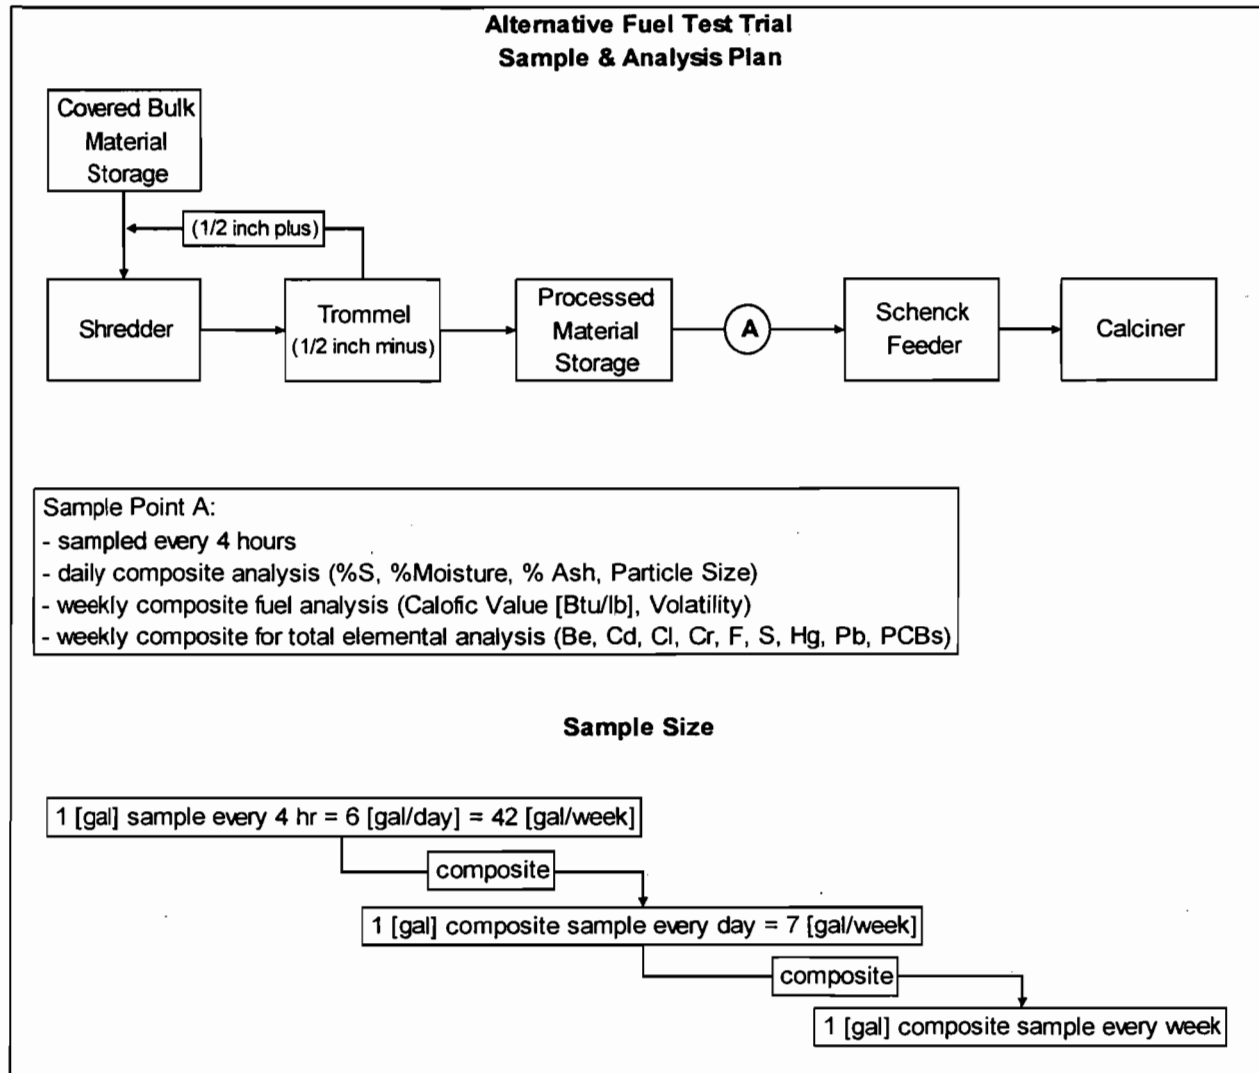 Alternative Fuel Test Trial
Sample & Analysis Plan
Covered Bulk
Material
Storage
(1/2 inch plus)
Shredder
Trommel
(1/2 inch minus)
Processed
Material
Storage
A
Schenck
Feeder
Calciner
Sample Point A:
- sampled every 4 hours
- daily composite analysis (%S, %Moisture, % Ash, Particle Size)
- weekly composite fuel analysis (Calofic Value [Btu/lb], Volatility)
- weekly composite for total elemental analysis (Be, Cd, Cl, Cr, F, S, Hg, Pb, PCBs)
Sample Size
1 [gal] sample every 4 hr = 6 [gal/day] = 42 [gal/week]
composite
1 [gal] composite sample every day = 7 [gal/week]
composite
1 [gal] composite sample every week